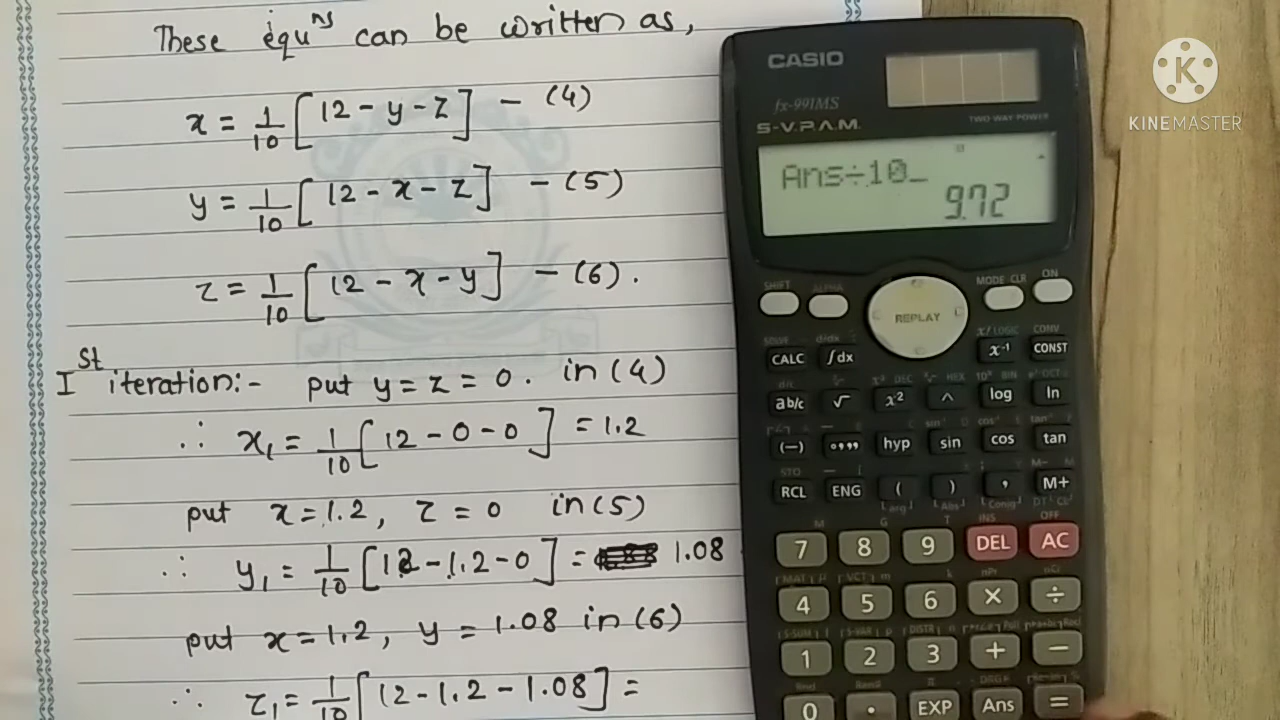 These equⁿˢ can be written as,
x = 1/10 [12 - y - z] - (4)
y = 1/10 [12 - x - z] - (5)
z = 1/10 [12 - x - y] - (6).
Iˢᵗ iteration:- put y = z = 0. in (4)
∴ x₁ = 1/10 [12 - 0 - 0] = 1.2
put x = 1.2, z = 0 in (5)
∴ y₁ = 1/10 [12 - 1.2 - 0] = 1.08
put x = 1.2, y = 1.08 in (6)
∴ z₁ = 1/10 [12 - 1.2 - 1.08] =
CASIO
fx-991MS
S-V.P.A.M.
TWO WAY POWER
Ans÷10_
9.72
SHIFT ALPHA REPLAY MODE CLR ON
CALC ∫dx x⁻¹ CONST
ab/c √ x² ^ log ln
(−) °,,, hyp sin cos tan
RCL ENG ( ) , M+
7 8 9 DEL AC
4 5 6 × ÷
1 2 3 + −
0 . EXP Ans =
K
KINEMASTER